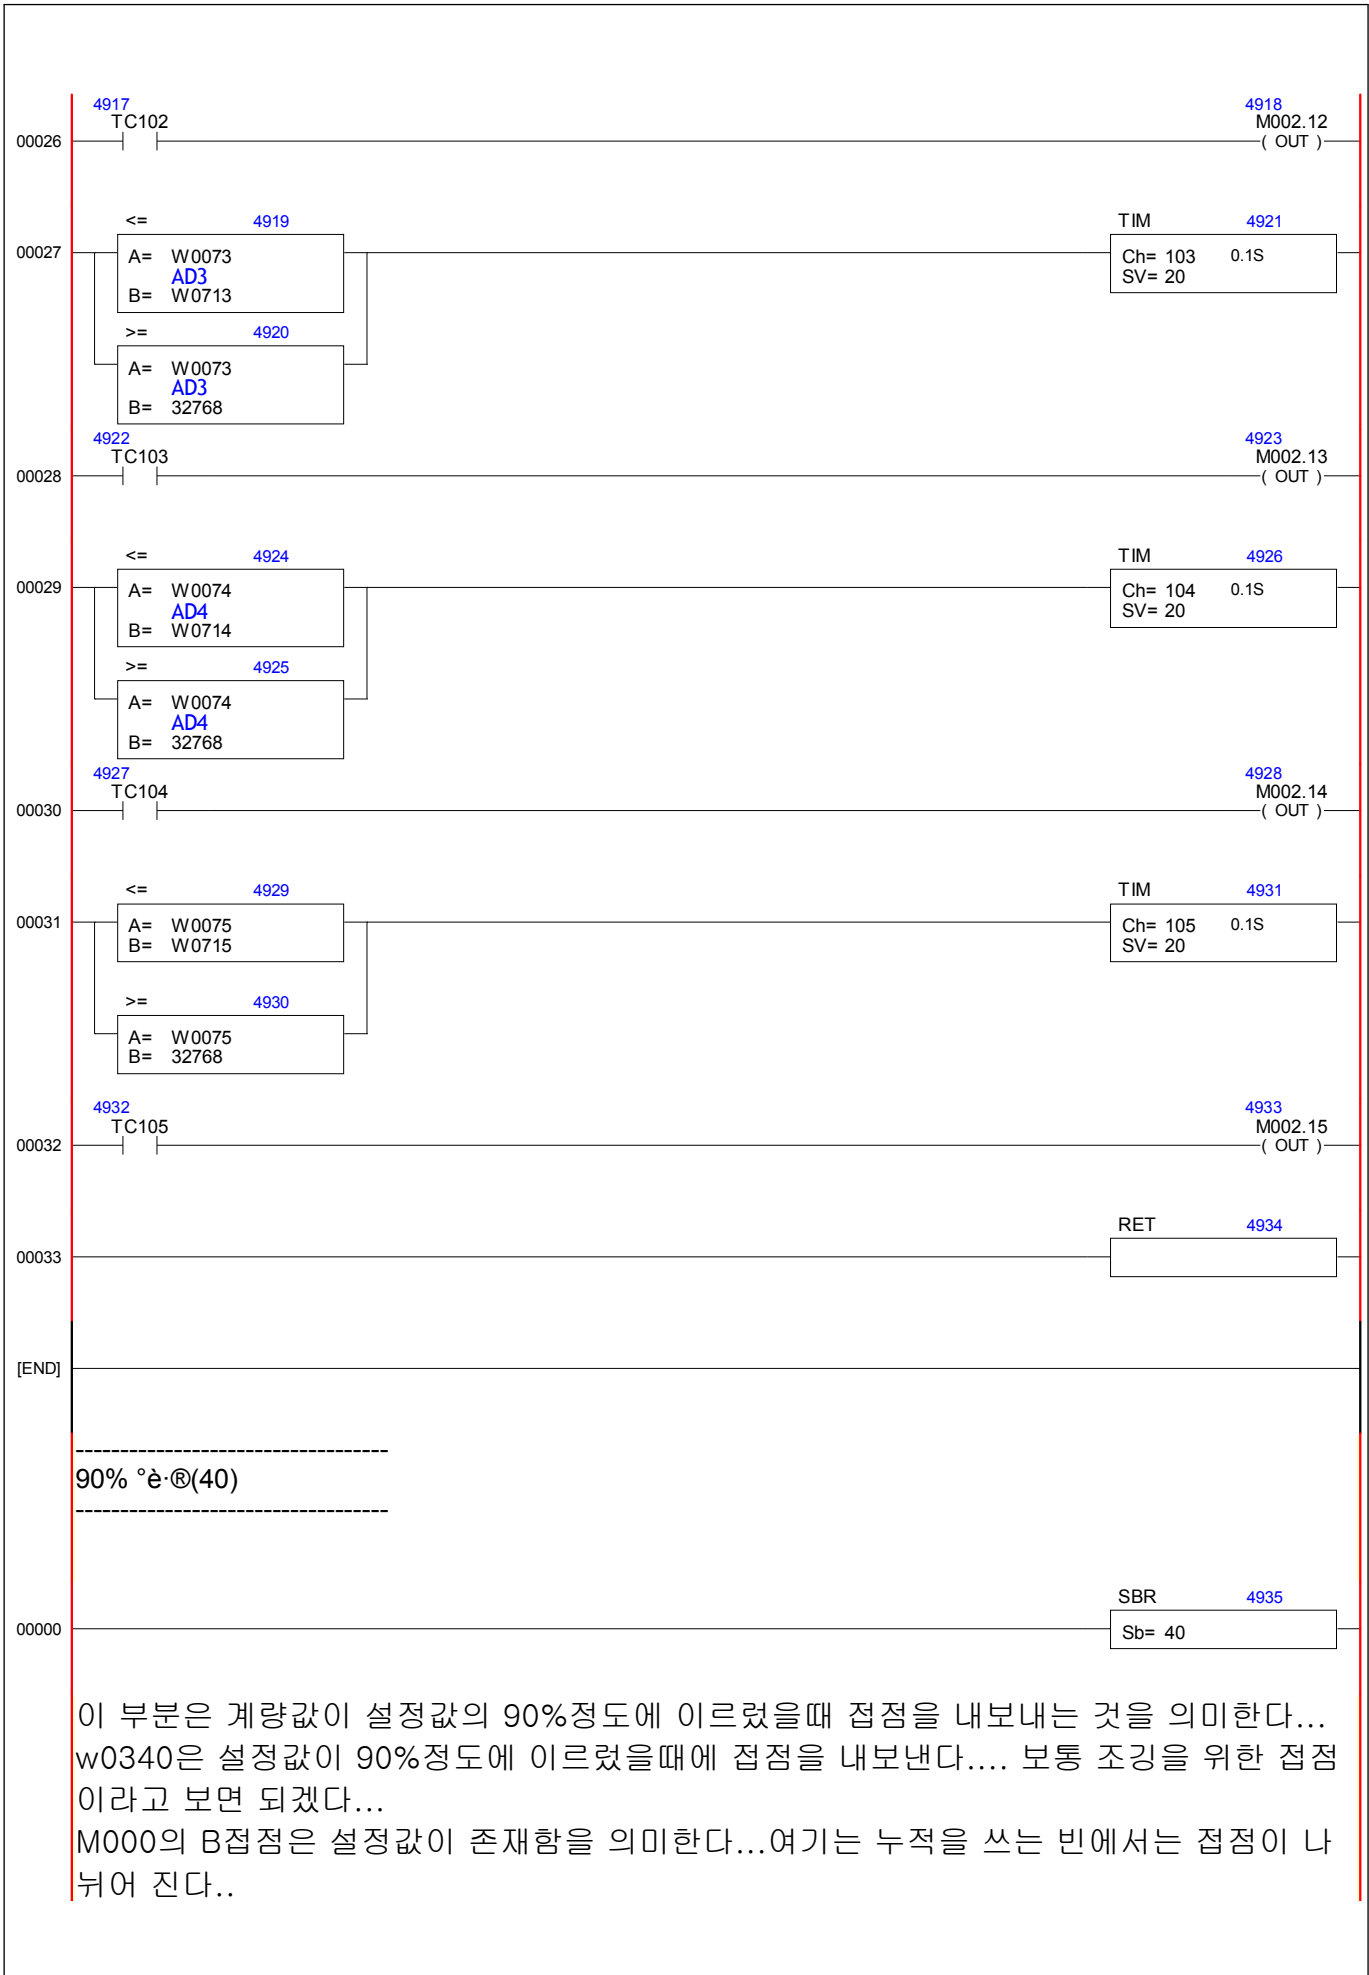 4917 4918
TC102 M002.12
00026 ( OUT )
<= 4919 TIM 4921
00027 A= W0073 Ch= 103 0.1S
AD3 SV= 20
B= W0713
>= 4920
A= W0073
AD3
B= 32768
4922 4923
TC103 M002.13
00028 ( OUT )
<= 4924 TIM 4926
00029 A= W0074 Ch= 104 0.1S
AD4 SV= 20
B= W0714
>= 4925
A= W0074
AD4
B= 32768
4927 4928
TC104 M002.14
00030 ( OUT )
<= 4929 TIM 4931
00031 A= W0075 Ch= 105 0.1S
B= W0715 SV= 20
>= 4930
A= W0075
B= 32768
4932 4933
TC105 M002.15
00032 ( OUT )
RET 4934
00033
[END]
-----------------------------------
90% °è·®(40)
-----------------------------------
SBR 4935
00000 Sb= 40
이 부분은 계량값이 설정값의 90%정도에 이르렀을때 접점을 내보내는 것을 의미한다...
w0340은 설정값이 90%정도에 이르렀을때에 접점을 내보낸다.... 보통 조깅을 위한 접점
이라고 보면 되겠다...
M000의 B접점은 설정값이 존재함을 의미한다...여기는 누적을 쓰는 빈에서는 접점이 나
뉘어 진다..